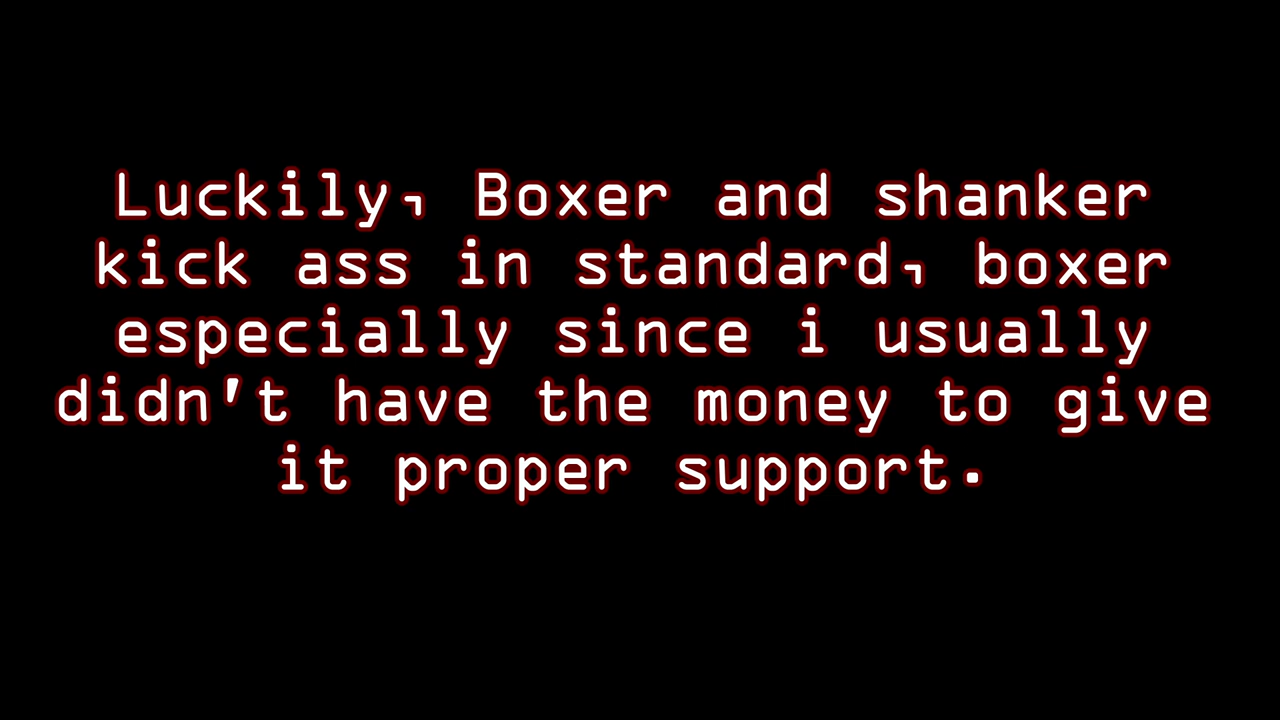 Luckily, Boxer and shanker
kick ass in standard, boxer
especially since i usually
didn't have the money to give
it proper support.